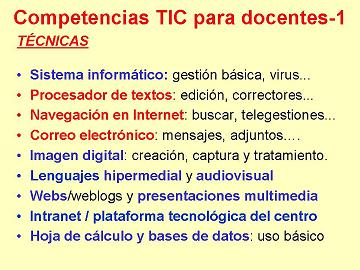 Competencias TIC para docentes-1
TÉCNICAS
• Sistema informático: gestión básica, virus...
• Procesador de textos: edición, correctores...
• Navegación en Internet: buscar, telegestiones...
• Correo electrónico: mensajes, adjuntos….
• Imagen digital: creación, captura y tratamiento.
• Lenguajes hipermedial y audiovisual
• Webs/weblogs y presentaciones multimedia
• Intranet / plataforma tecnológica del centro
• Hoja de cálculo y bases de datos: uso básico